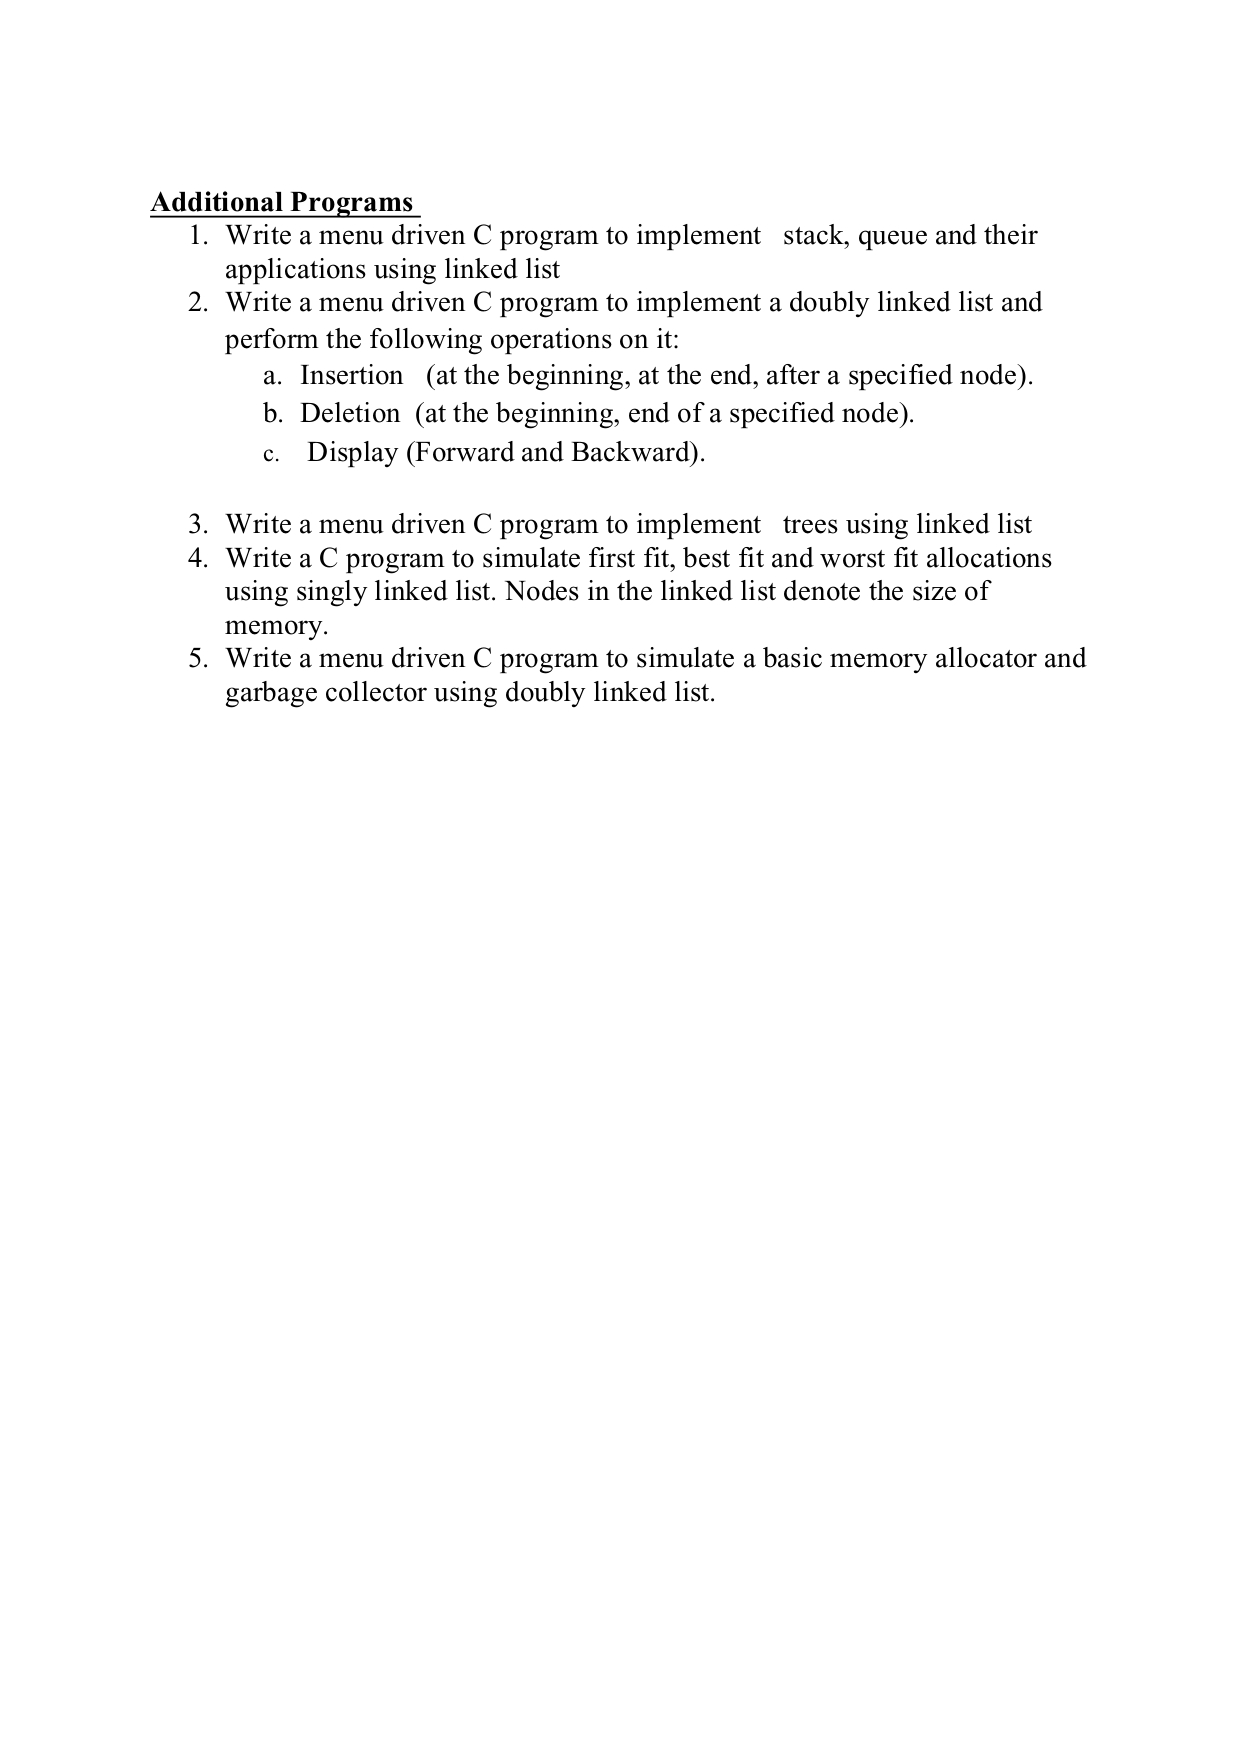 Additional Programs
1. Write a menu driven C program to implement stack, queue and their
applications using linked list
2. Write a menu driven C program to implement a doubly linked list and
perform the following operations on it:
a. Insertion (at the beginning, at the end, after a specified node).
b. Deletion (at the beginning, end of a specified node).
c. Display (Forward and Backward).
3. Write a menu driven C program to implement trees using linked list
4. Write a C program to simulate first fit, best fit and worst fit allocations
using singly linked list. Nodes in the linked list denote the size of
memory.
5. Write a menu driven C program to simulate a basic memory allocator and
garbage collector using doubly linked list.